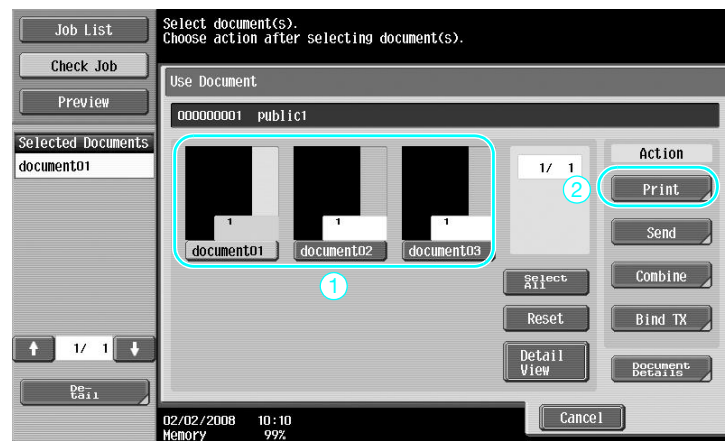 Job List
Check Job
Preview
Selected Documents
document01
1/ 1
De-
tail
Select document(s).
Choose action after selecting document(s).
Use Document
000000001 public1
1
document01
1
document02
1
document03
1
1/ 1
2
Select
All
Reset
Detail
View
Action
Print
Send
Combine
Bind TX
Document
Details
Cancel
02/02/2008 10:10
Memory 99%